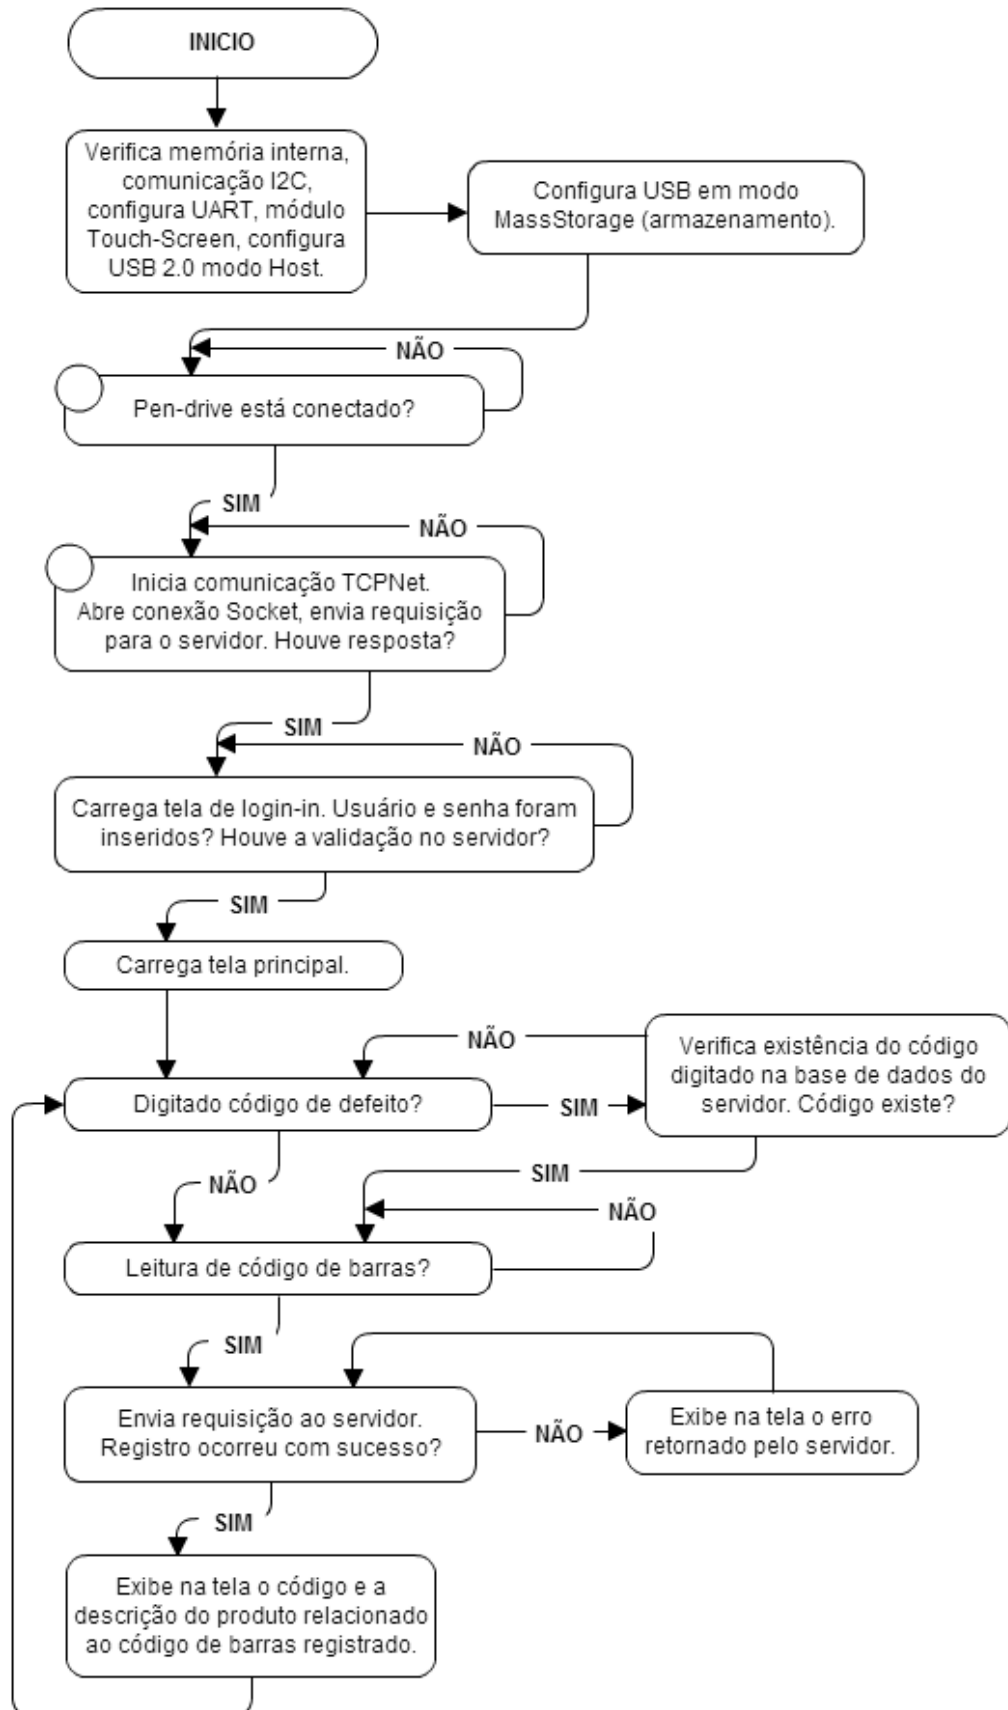 INICIO
Verifica memória interna,
comunicação I2C,
configura UART, módulo
Touch-Screen, configura
USB 2.0 modo Host.
Configura USB em modo
MassStorage (armazenamento).
NÃO
Pen-drive está conectado?
SIM
NÃO
Inicia comunicação TCPNet.
Abre conexão Socket, envia requisição
para o servidor. Houve resposta?
SIM
NÃO
Carrega tela de login-in. Usuário e senha foram
inseridos? Houve a validação no servidor?
SIM
Carrega tela principal.
NÃO
Verifica existência do código
digitado na base de dados do
servidor. Código existe?
Digitado código de defeito?
SIM
SIM
NÃO
NÃO
Leitura de código de barras?
SIM
Envia requisição ao servidor.
Registro ocorreu com sucesso?
NÃO
Exibe na tela o erro
retornado pelo servidor.
SIM
Exibe na tela o código e a
descrição do produto relacionado
ao código de barras registrado.